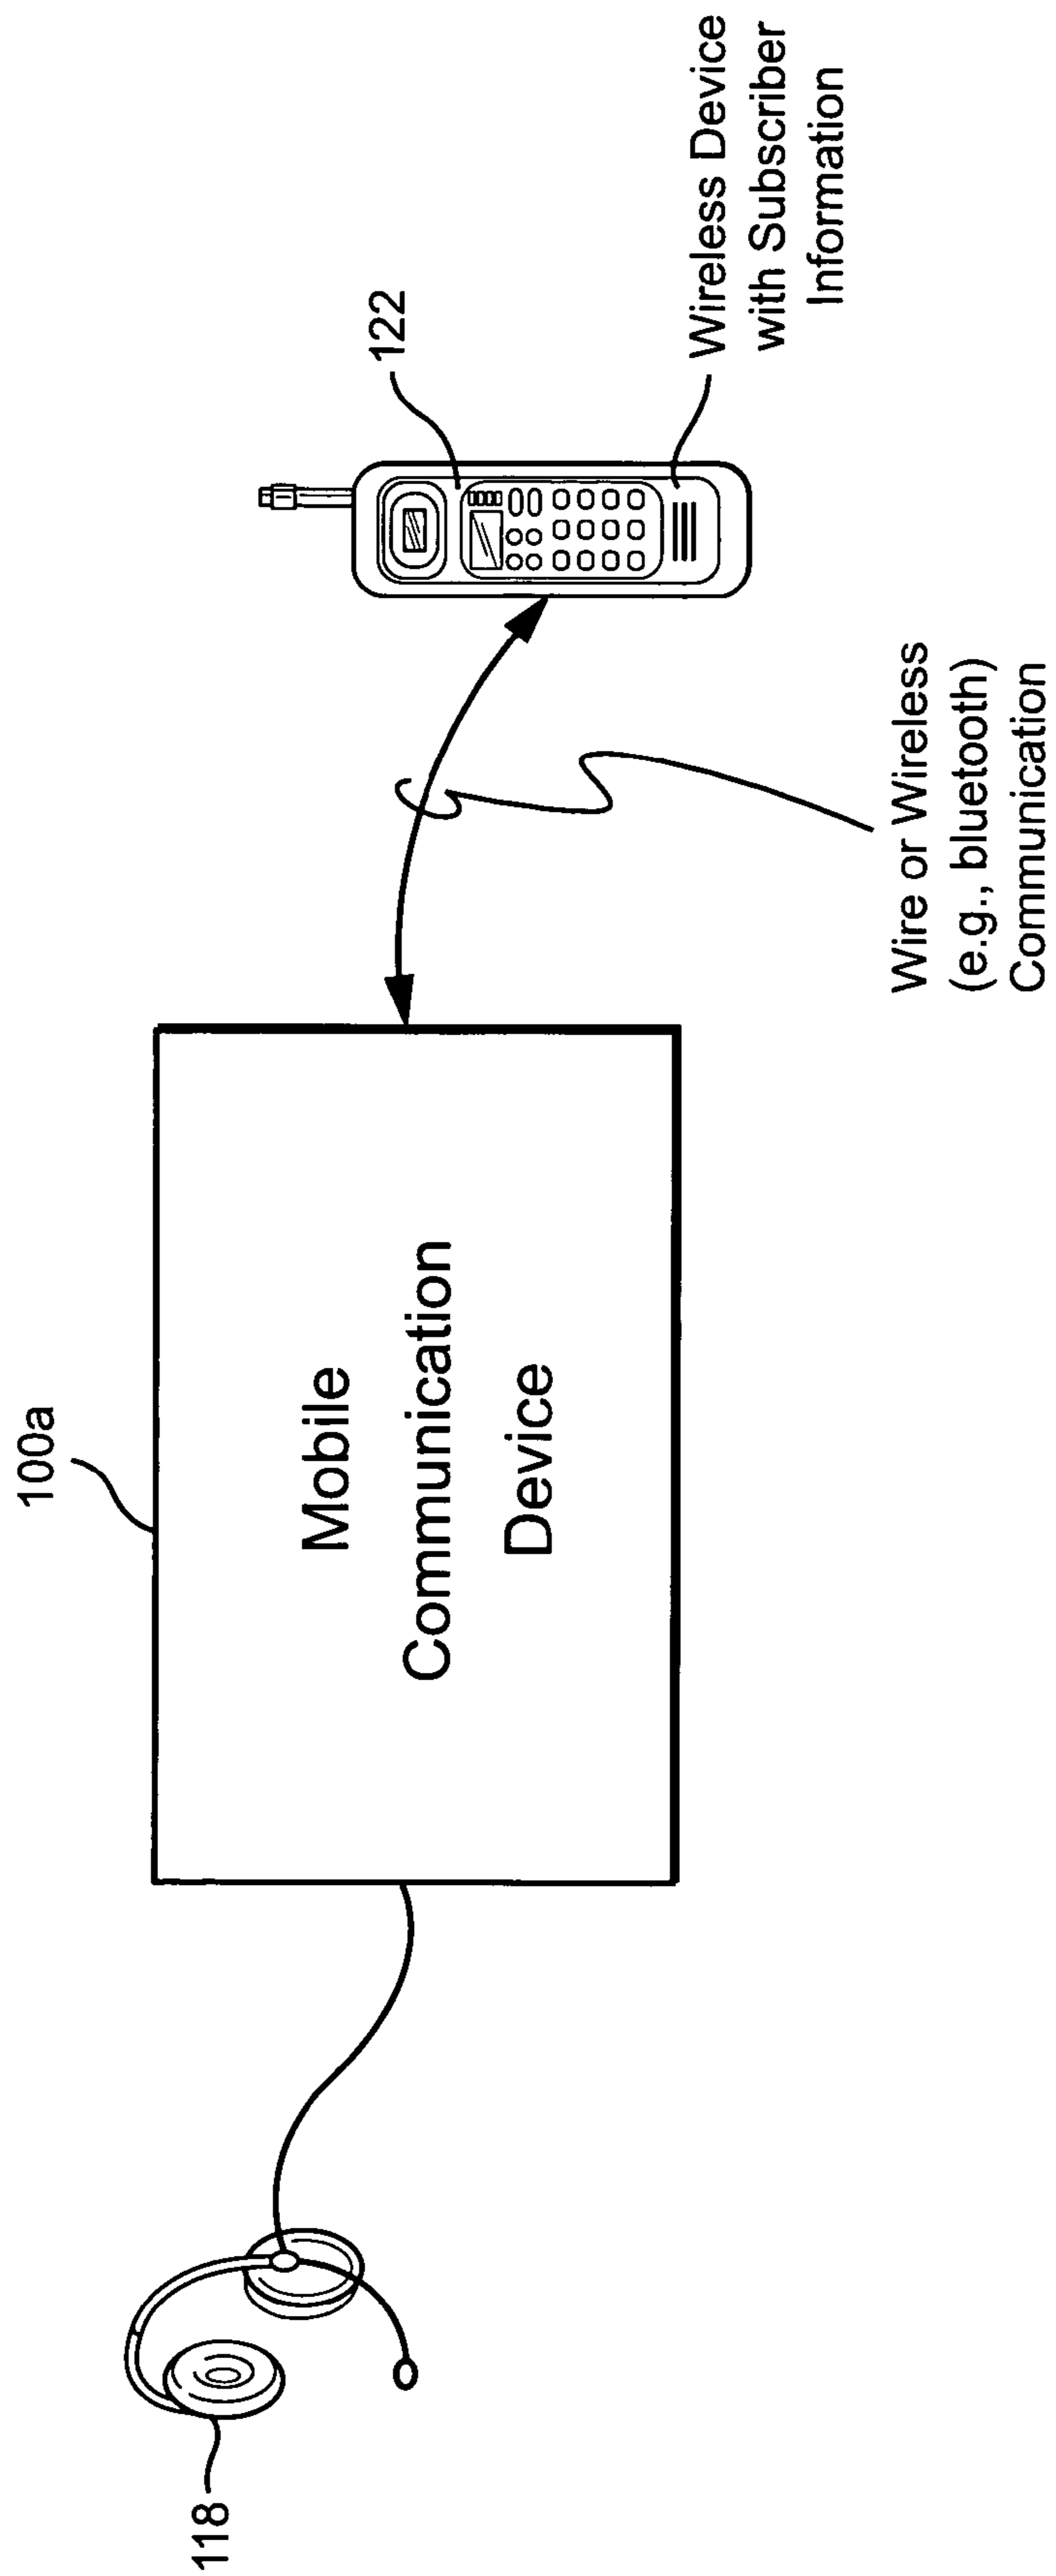 100a
Mobile
Communication
Device
122
Wireless Device
with Subscriber
Information
Wire or Wireless
(e.g., bluetooth)
Communication
118